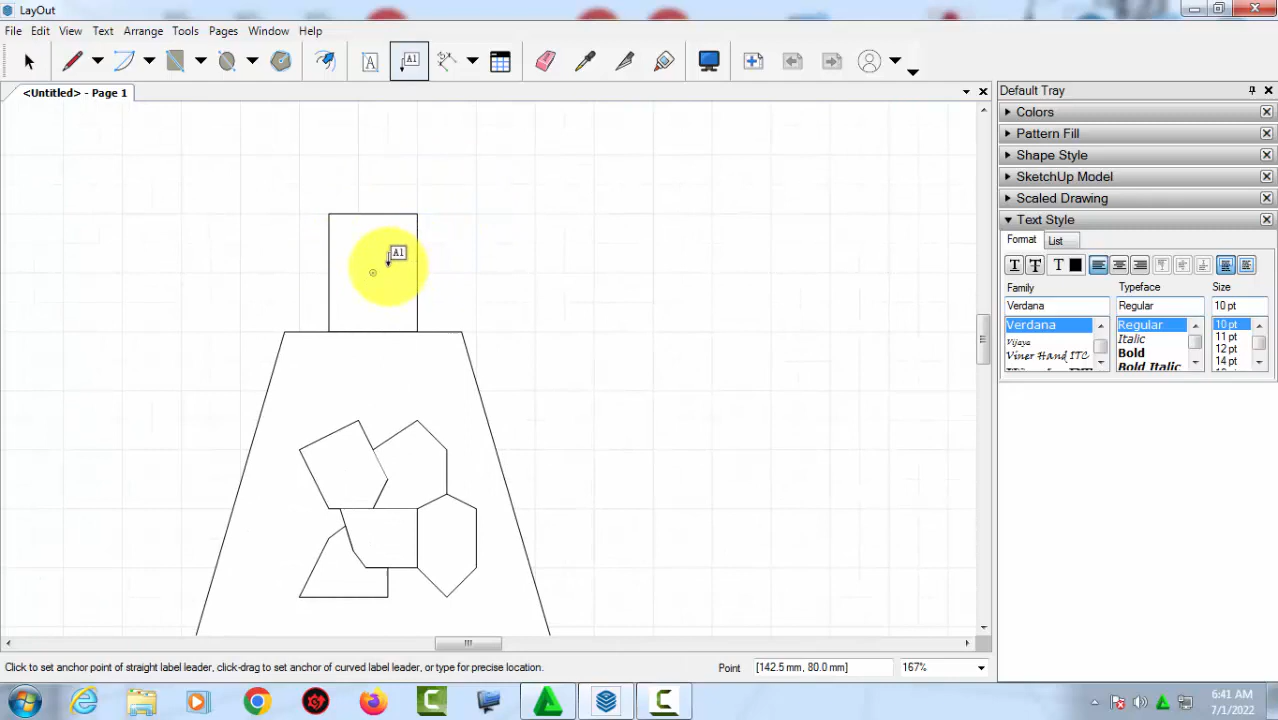 LayOut
File Edit View Text Arrange Tools Pages Window Help
A A1
<Untitled> - Page 1
Default Tray
Colors
Pattern Fill
Shape Style
SketchUp Model
Scaled Drawing
Text Style
Format List
T T T
Family Typeface Size
Verdana Regular 10 pt
Verdana Regular 10 pt
Vijaya Italic 11 pt
Viner Hand ITC Bold 12 pt
Bold Italic 14 pt
A1
Click to set anchor point of straight label leader, click-drag to set anchor of curved label leader, or type for precise location. Point [142.5 mm, 80.0 mm] 167%
6:41 AM
7/1/2022